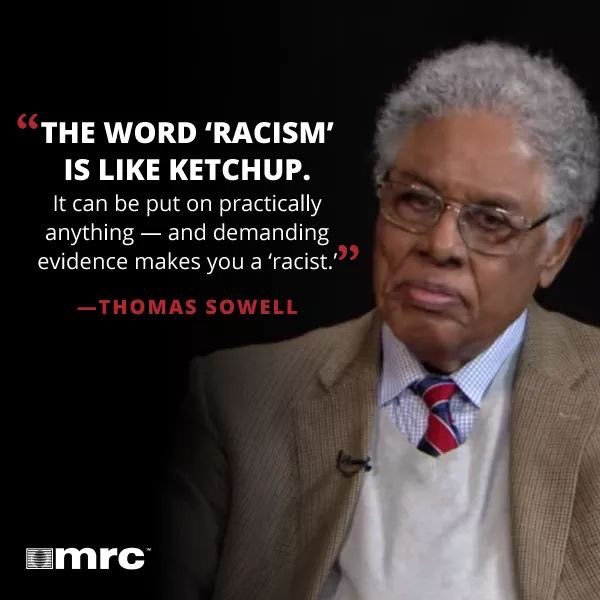 “THE WORD ‘RACISM’
IS LIKE KETCHUP.
It can be put on practically
anything — and demanding
evidence makes you a ‘racist.’”
—THOMAS SOWELL
mrc™